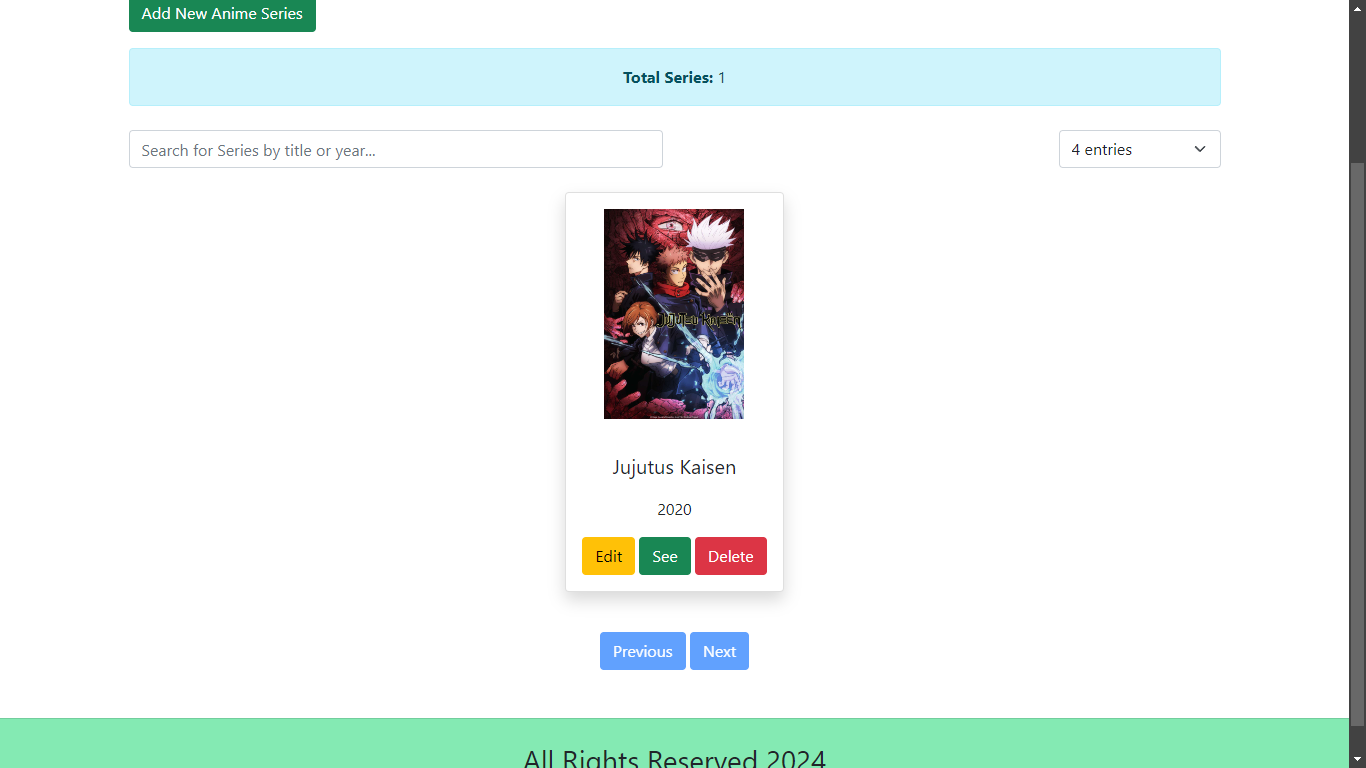 Add New Anime Series
Total Series: 1
Search for Series by title or year...
4 entries
Jujutsu Kaisen
Jujutus Kaisen
2020
Edit See Delete
Previous Next
All Rights Reserved 2024